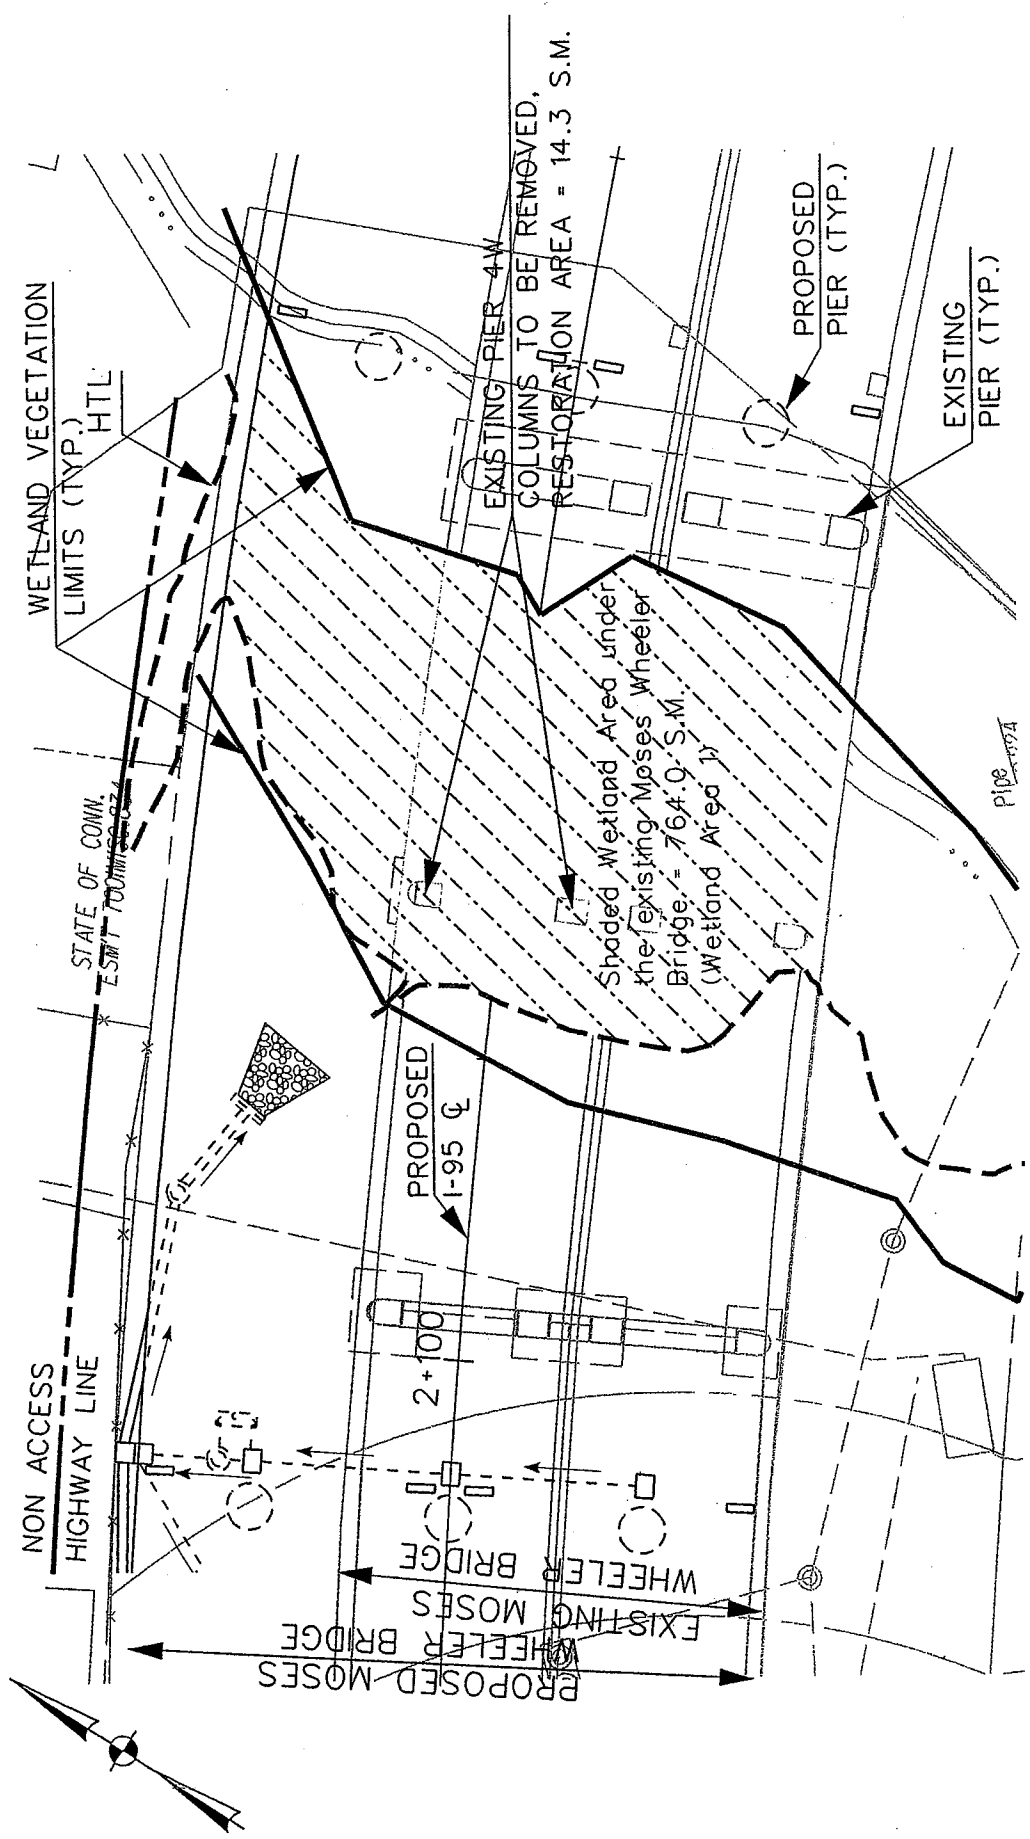 WETLAND VEGETATION
LIMITS (TYP.)
HTL
EXISTING PIER 4W
COLUMNS TO BE REMOVED,
RESTORATION AREA = 14.3 S.M.
PROPOSED
PIER (TYP.)
EXISTING
PIER (TYP.)
STATE OF CONN.
Shaded Wetland Area under
the existing Moses Wheeler
Bridge = 764.0 S.M.
(Wetland Area 1)
Pipe
NON ACCESS
HIGHWAY LINE
PROPOSED
I-95 ℄
2+100
EXISTING MOSES
WHEELER BRIDGE
PROPOSED MOSES
WHEELER BRIDGE